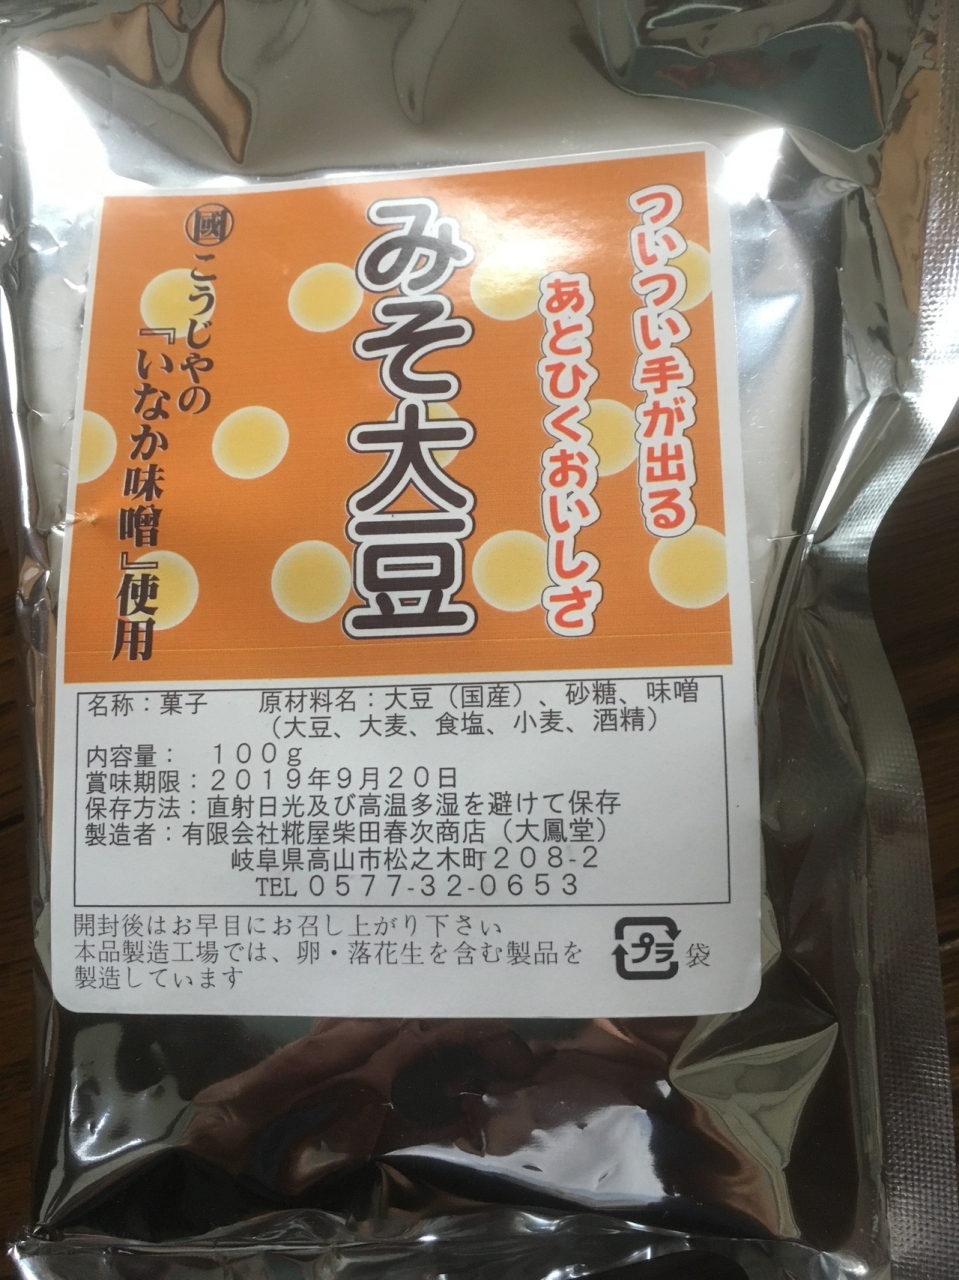 ついつい手が出る
あとひくおいしさ
みそ大豆
國こうじやの
『いなか味噌』使用
名称：菓子　原材料名：大豆（国産）、砂糖、味噌
（大豆、大麦、食塩、小麦、酒精）
内容量：　１００ｇ
賞味期限：２０１９年９月２０日
保存方法：直射日光及び高温多湿を避けて保存
製造者：有限会社糀屋柴田春次商店（大鳳堂）
岐阜県高山市松之木町２０８-２
TEL ０５７７-３２-０６５３
開封後はお早目にお召し上がり下さい
本品製造工場では、卵・落花生を含む製品を
製造しています
プラ 袋